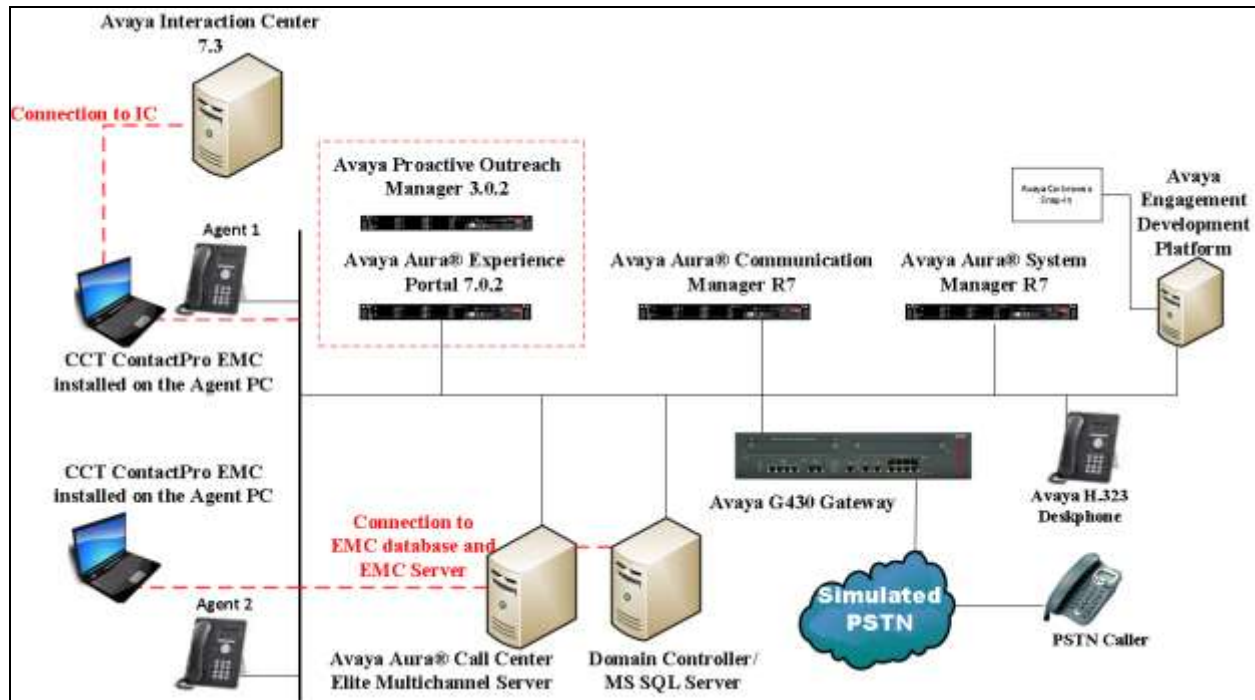 Avaya Interaction Center
7.3
Connection to IC
Avaya Proactive Outreach
Manager 3.0.2
Avaya Aura® Experience
Portal 7.0.2
Avaya Aura® Communication
Manager R7
Avaya Aura® System
Manager R7
Avaya
Snap-in
Avaya
Engagement
Development
Platform
Agent 1
CCT ContactPro EMC
installed on the Agent PC
CCT ContactPro EMC
installed on the Agent PC
Agent 2
Connection to
EMC database and
EMC Server
Avaya Aura® Call Center
Elite Multichannel Server
Domain Controller/
MS SQL Server
Avaya G430 Gateway
Avaya H.323
Deskphone
Simulated
PSTN
PSTN Caller